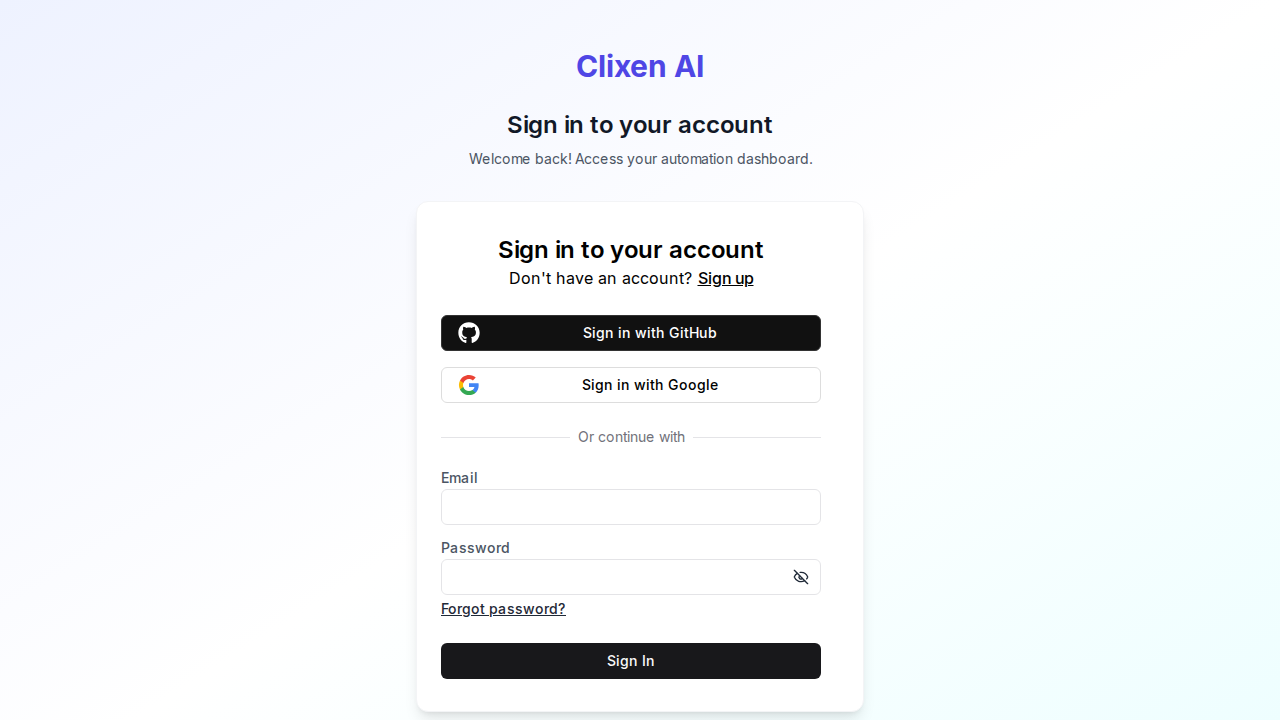 Clixen AI
Sign in to your account
Welcome back! Access your automation dashboard.
Sign in to your account
Don't have an account? Sign up
Sign in with GitHub
Sign in with Google
Or continue with
Email
Password
Forgot password?
Sign In